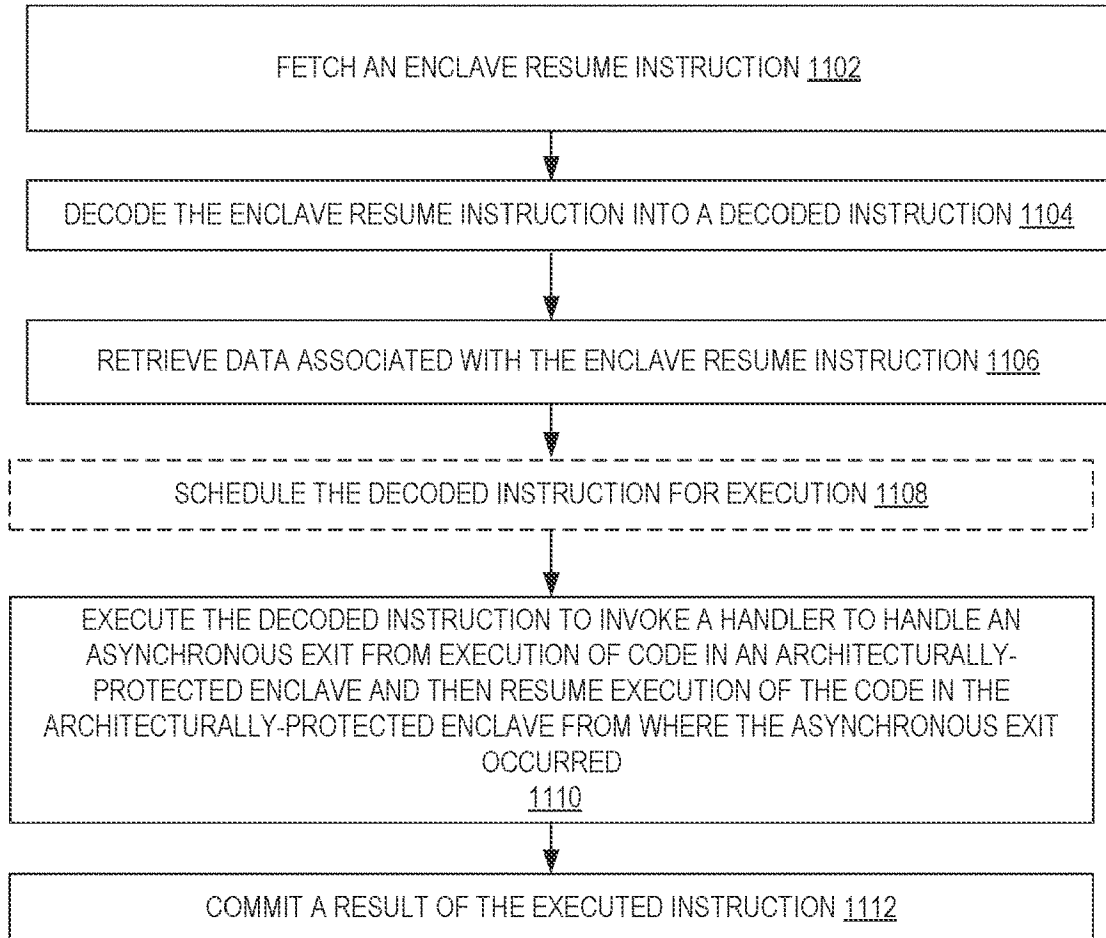 FETCH AN ENCLAVE RESUME INSTRUCTION 1102
DECODE THE ENCLAVE RESUME INSTRUCTION INTO A DECODED INSTRUCTION 1104
RETRIEVE DATA ASSOCIATED WITH THE ENCLAVE RESUME INSTRUCTION 1106
SCHEDULE THE DECODED INSTRUCTION FOR EXECUTION 1108
EXECUTE THE DECODED INSTRUCTION TO INVOKE A HANDLER TO HANDLE AN
ASYNCHRONOUS EXIT FROM EXECUTION OF CODE IN AN ARCHITECTURALLY-
PROTECTED ENCLAVE AND THEN RESUME EXECUTION OF THE CODE IN THE
ARCHITECTURALLY-PROTECTED ENCLAVE FROM WHERE THE ASYNCHRONOUS EXIT
OCCURRED
1110
COMMIT A RESULT OF THE EXECUTED INSTRUCTION 1112